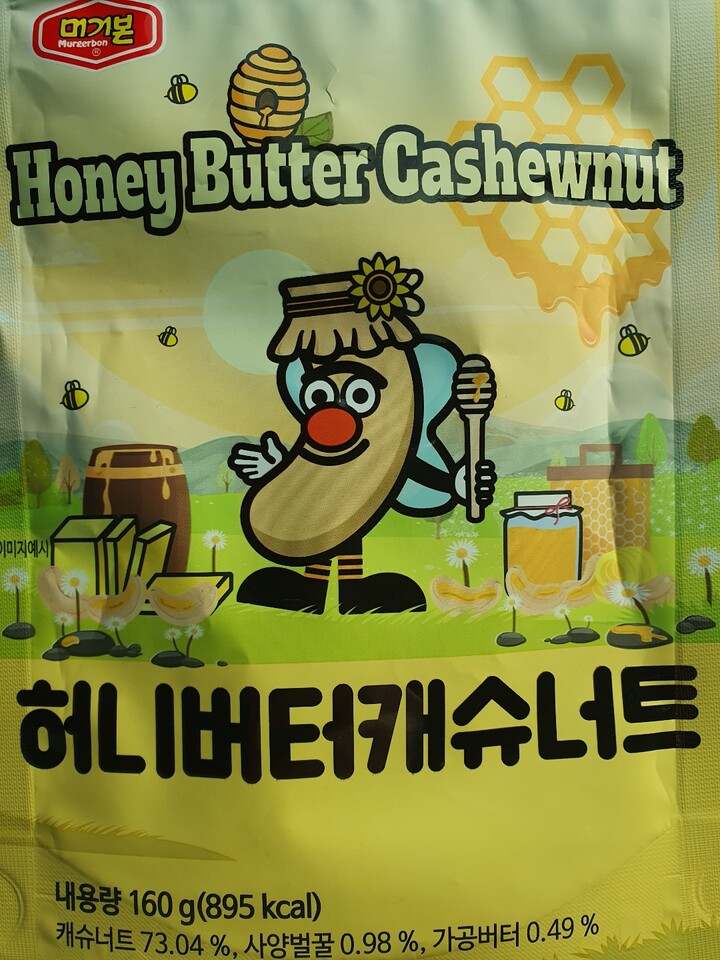 머거본
Murgerbon
®
Honey Butter Cashewnut
이미지예시
허니버터캐슈너트
내용량 160 g(895 kcal)
캐슈너트 73.04 %, 사양벌꿀 0.98 %, 가공버터 0.49 %